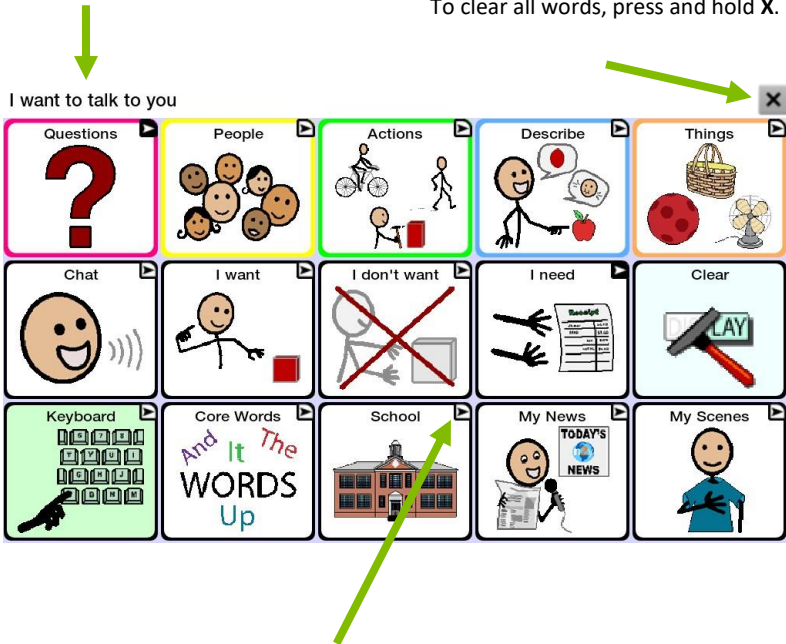 To clear all words, press and hold X.
I want to talk to you
Questions People Actions Describe Things
Chat I want I don't want I need Clear
Receipt
LAY
Keyboard Core Words School My News My Scenes
And It The
WORDS
Up
TODAY'S
NEWS